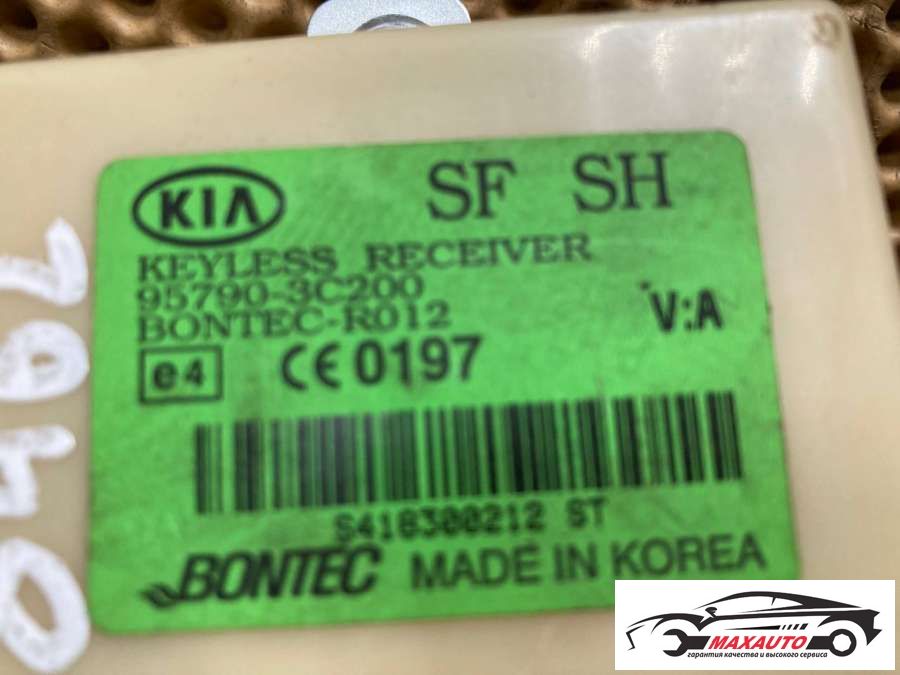 KIA SF SH
KEYLESS RECEIVER
95790-3C200
BONTEC-R012
V:A
e4 CE 0197
S418300212 ST
BONTEC MADE IN KOREA
MAXAUTO
гарантия качества и высокого сервиса